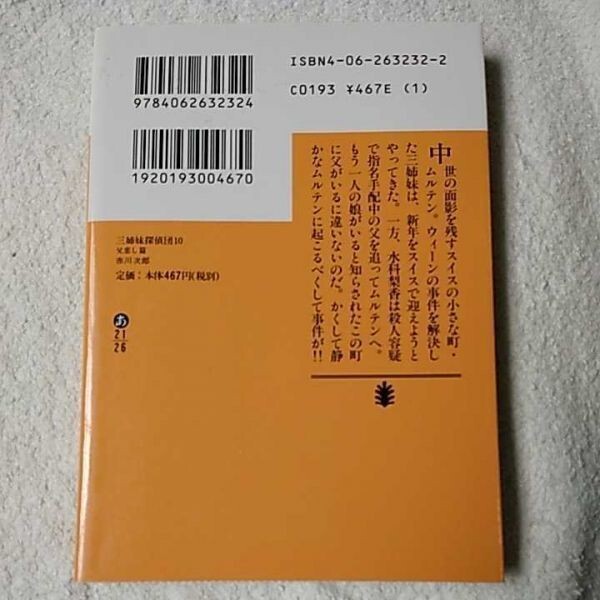 ISBN4-06-263232-2
C0193 ¥467E (1)
9784062632324
1920193004670
三姉妹探偵団10
父恋し篇
赤川次郎
定価：本体467円(税別)
あ
21
26
中世の面影を残すスイスの小さな町・
ムルテン。ウィーンの事件を解決し
た三姉妹は、新年をスイスで迎えようと
やってきた。一方、水科梨香は殺人容疑
で指名手配中の父を追ってムルテンへ。
もう一人の娘がいると知らされたこの町
に父がいるに違いないのだ。かくして静
かなムルテンに起こるべくして事件が!!